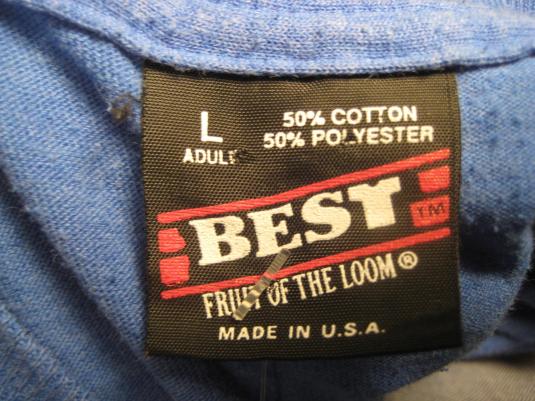 L
ADULT
50% COTTON
50% POLYESTER
BEST
TM
FRUIT OF THE LOOM®
MADE IN U.S.A.